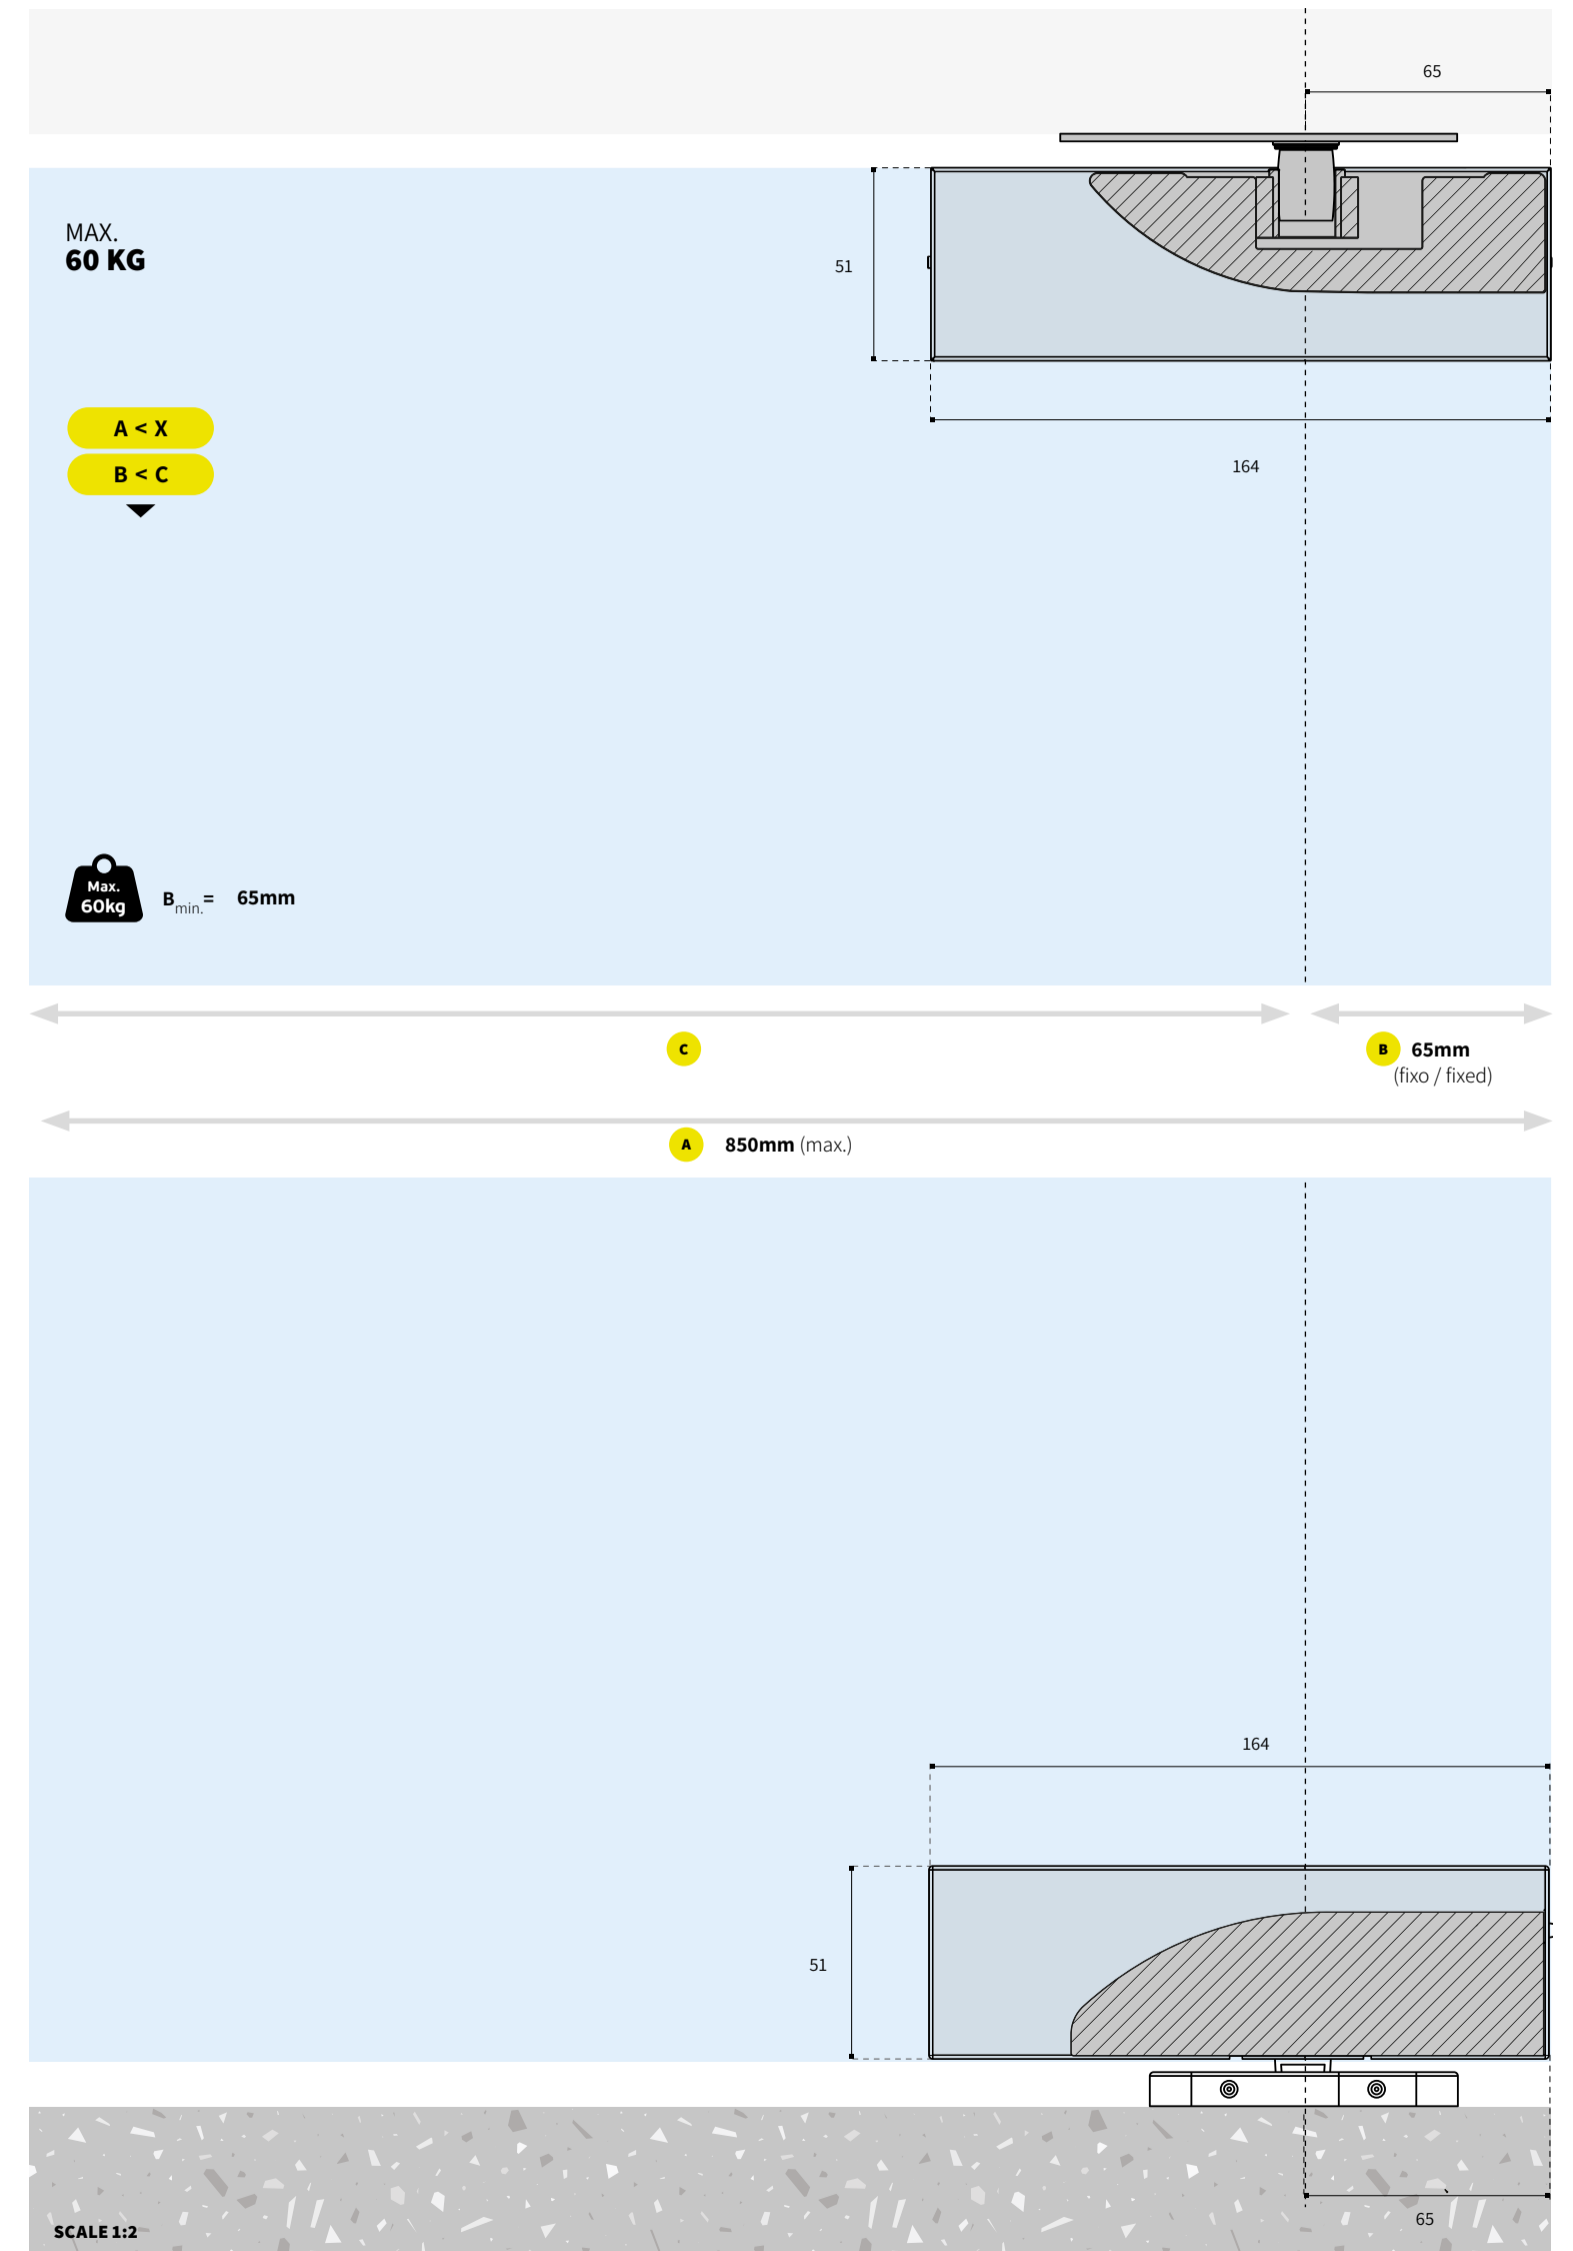 65
MAX.
60 KG
51
A < X
B < C
164
Max.
60kg
Bmin.= 65mm
C
B 65mm
(fixo / fixed)
A 850mm (max.)
164
51
65
SCALE 1:2